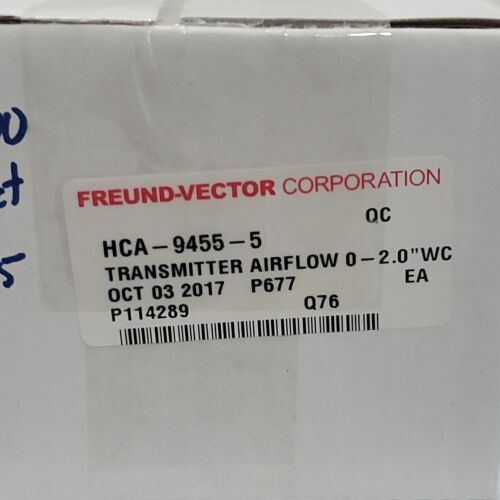 FREUND-VECTOR CORPORATION
QC
HCA-9455-5
TRANSMITTER AIRFLOW 0-2.0"WC
OCT 03 2017 P677 EA
P114289 Q76